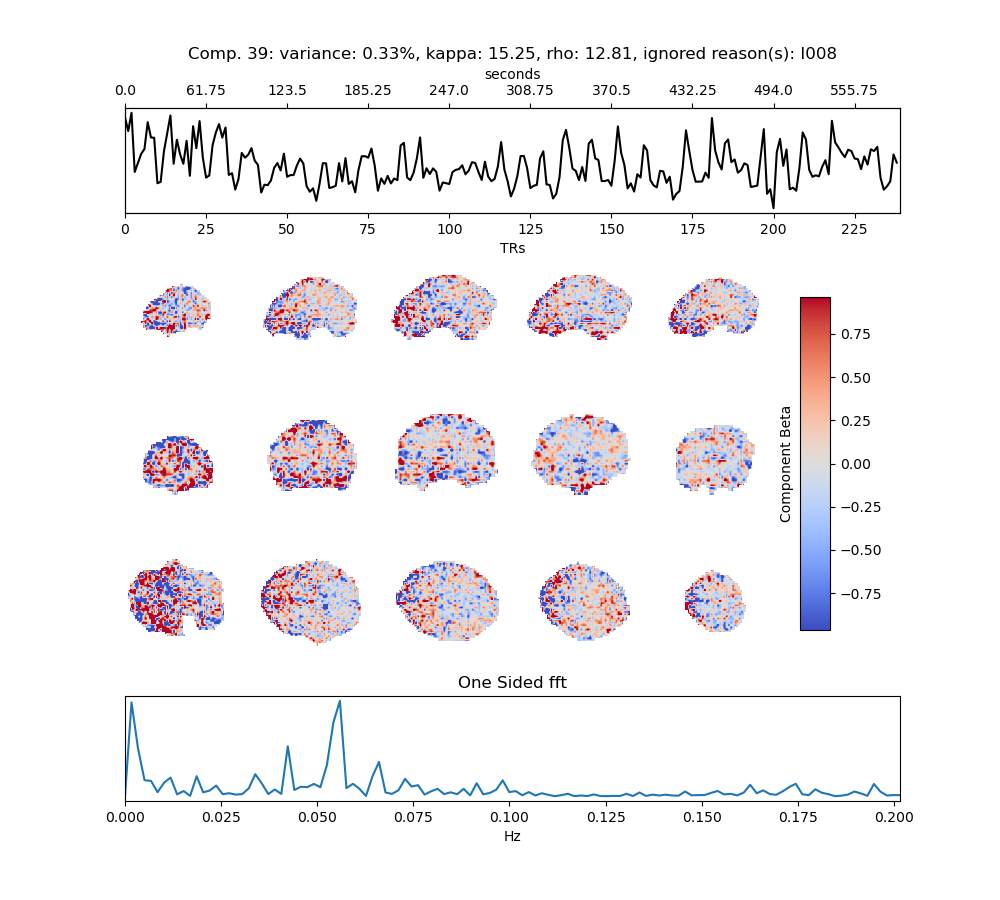 Comp. 39: variance: 0.33%, kappa: 15.25, rho: 12.81, ignored reason(s): I008
seconds
0.0 61.75 123.5 185.25 247.0 308.75 370.5 432.25 494.0 555.75
0 25 50 75 100 125 150 175 200 225
TRs
0.75
0.50
0.25
0.00
−0.25
−0.50
−0.75
Component Beta
One Sided fft
0.000 0.025 0.050 0.075 0.100 0.125 0.150 0.175 0.200
Hz